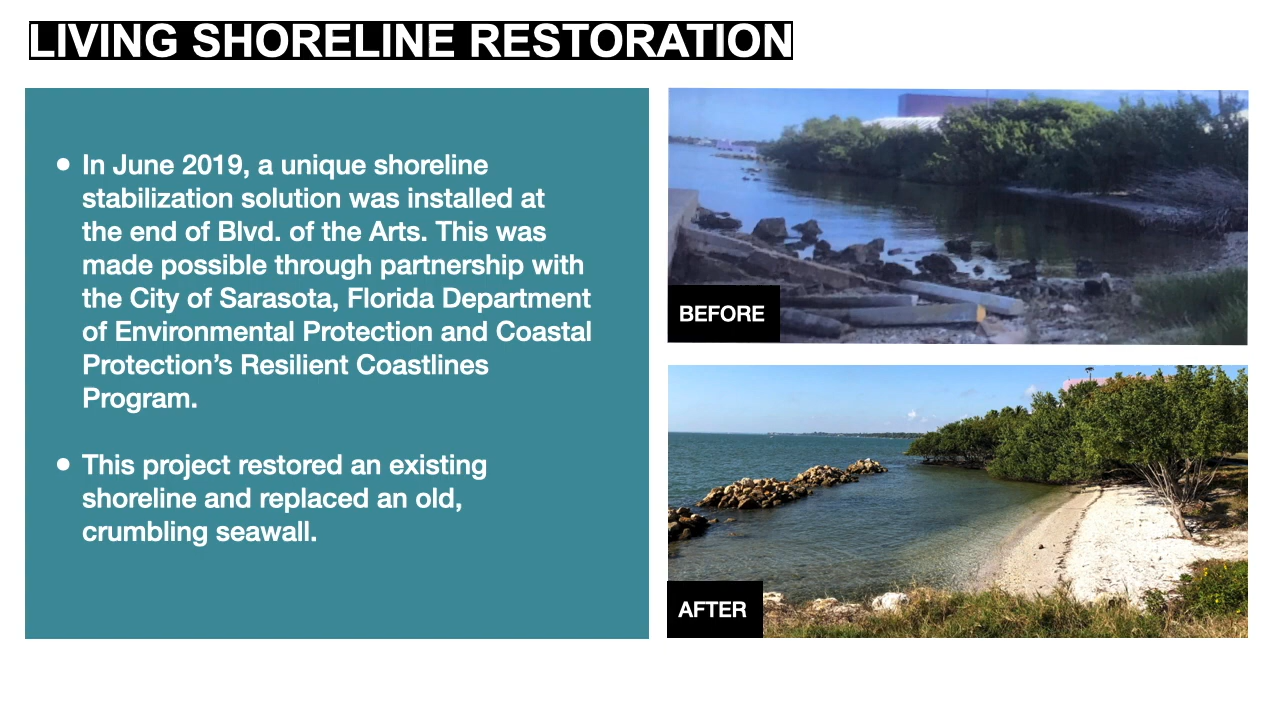 LIVING SHORELINE RESTORATION
• In June 2019, a unique shoreline
stabilization solution was installed at
the end of Blvd. of the Arts. This was
made possible through partnership with
the City of Sarasota, Florida Department
of Environmental Protection and Coastal
Protection’s Resilient Coastlines
Program.
• This project restored an existing
shoreline and replaced an old,
crumbling seawall.
BEFORE
AFTER